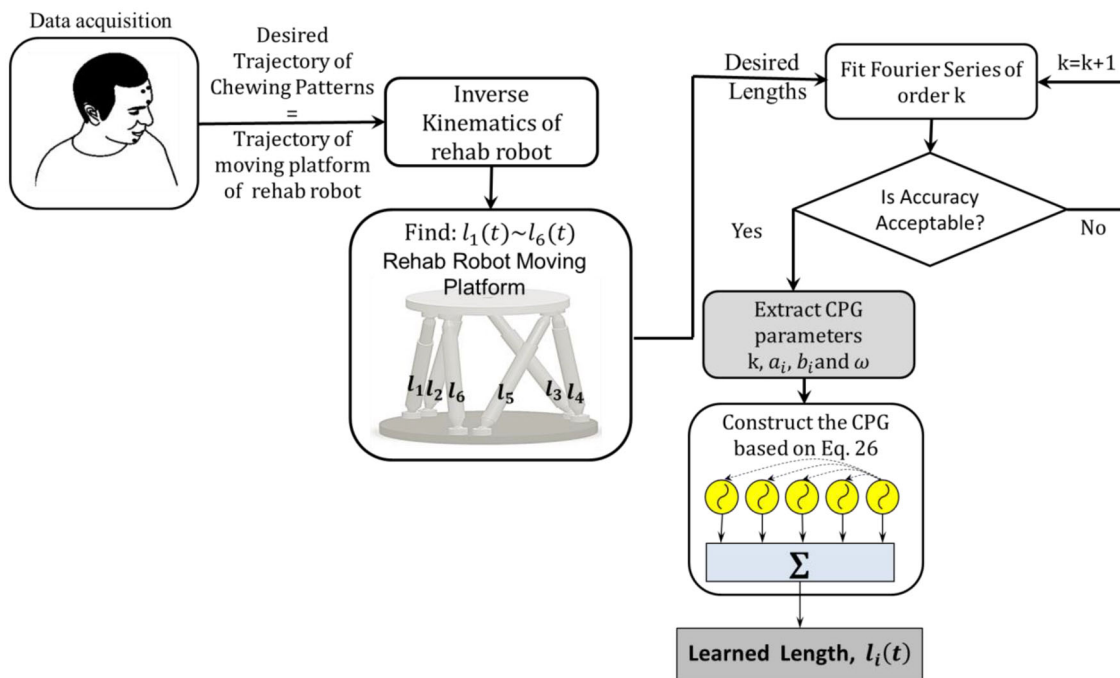 Data acquisition
Desired
Trajectory of
Chewing Patterns
=
Trajectory of
moving platform
of rehab robot
Inverse
Kinematics of
rehab robot
Find: l₁(t)~l₆(t)
Rehab Robot Moving
Platform
l₁ l₂ l₆ l₅ l₃ l₄
Desired
Lengths
Fit Fourier Series of
order k
k=k+1
Is Accuracy
Acceptable?
Yes
No
Extract CPG
parameters
k, aᵢ, bᵢ and ω
Construct the CPG
based on Eq. 26
Σ
Learned Length, lᵢ(t)